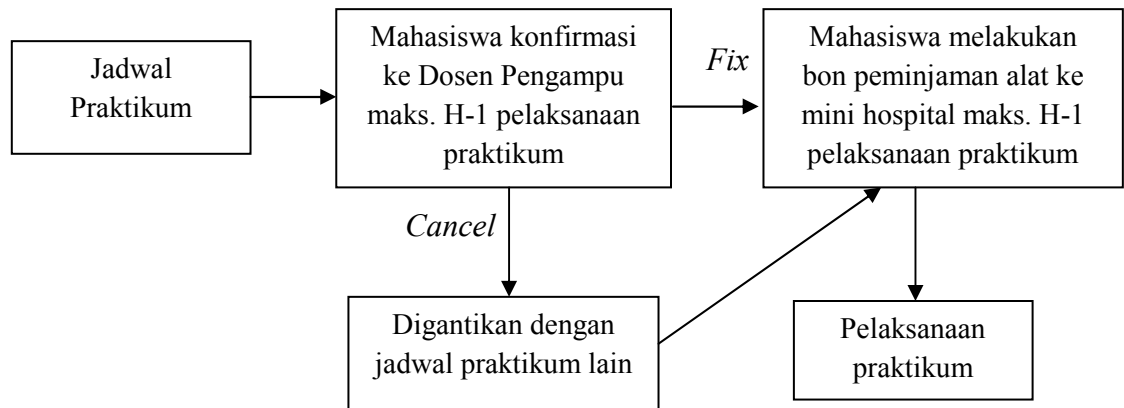 Jadwal
Praktikum
Mahasiswa konfirmasi
ke Dosen Pengampu
maks. H-1 pelaksanaan
praktikum
Fix
Mahasiswa melakukan
bon peminjaman alat ke
mini hospital maks. H-1
pelaksanaan praktikum
Cancel
Digantikan dengan
jadwal praktikum lain
Pelaksanaan
praktikum